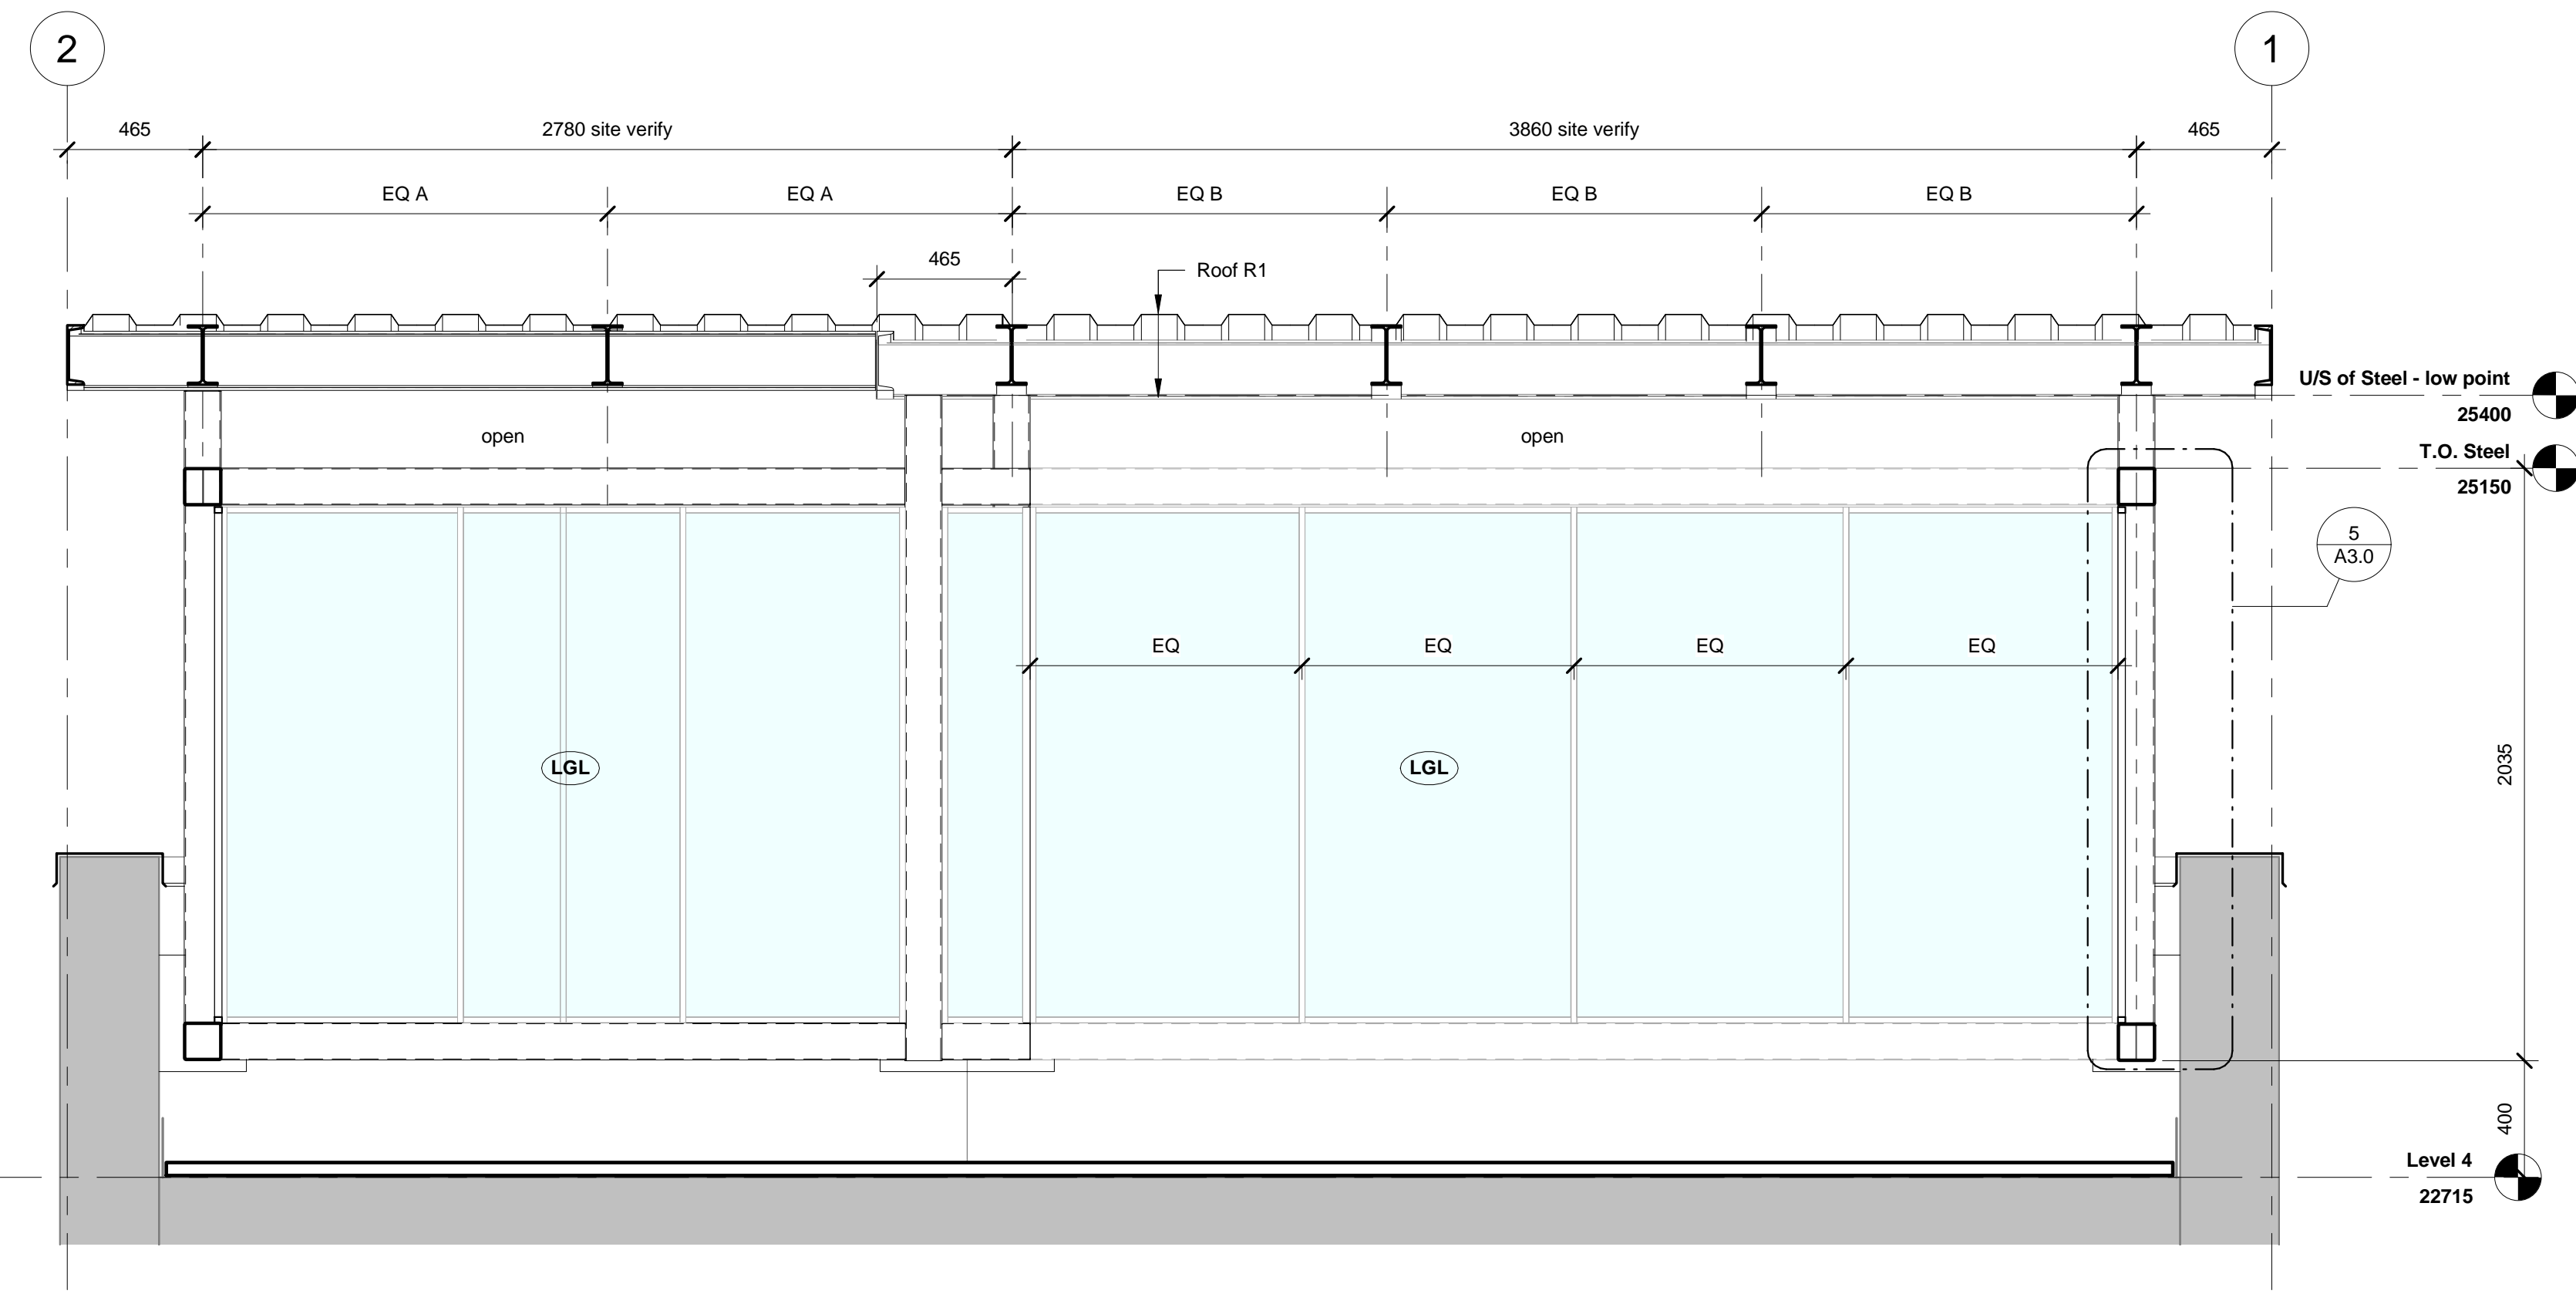 2
1
465
2780 site verify
3860 site verify
465
EQ A
EQ A
EQ B
EQ B
EQ B
465
Roof R1
U/S of Steel - low point
25400
open
open
T.O. Steel
25150
5
A3.0
EQ
EQ
EQ
EQ
LGL
LGL
2035
400
Level 4
22715